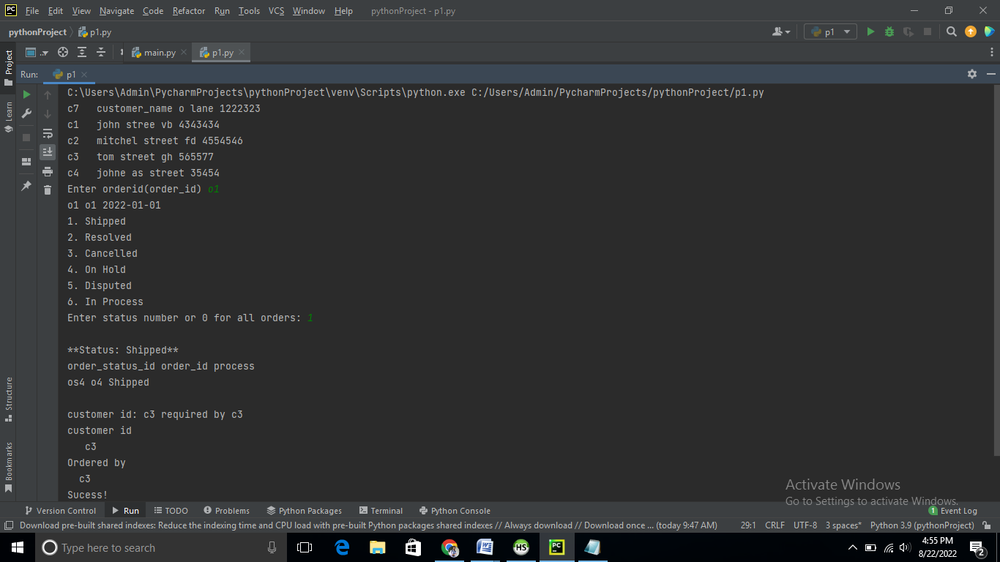 PC File Edit View Navigate Code Refactor Run Tools VCS Window Help pythonProject - p1.py
pythonProject p1.py p1
Project .. main.py p1.py
Run: p1
Learn
Structure
Bookmarks
C:\Users\Admin\PycharmProjects\pythonProject\venv\Scripts\python.exe C:/Users/Admin/PycharmProjects/pythonProject/p1.py
c7   customer_name o lane 1222323
c1   john stree vb 4343434
c2   mitchel street fd 4554546
c3   tom street gh 565577
c4   johne as street 35454
Enter orderid(order_id) o1
o1 o1 2022-01-01
1. Shipped
2. Resolved
3. Cancelled
4. On Hold
5. Disputed
6. In Process
Enter status number or 0 for all orders: 1
**Status: Shipped**
order_status_id order_id process
os4 o4 Shipped
customer id: c3 required by c3
customer id
   c3
Ordered by
  c3
Sucess!
Activate Windows
Go to Settings to activate Windows.
Version Control Run TODO Problems Python Packages Terminal Python Console 1 Event Log
Download pre-built shared indexes: Reduce the indexing time and CPU load with pre-built Python packages shared indexes // Always download // Download once ... (today 9:47 AM) 29:1 CRLF UTF-8 3 spaces* Python 3.9 (pythonProject)
Type here to search HS PC 4:55 PM
8/22/2022 2